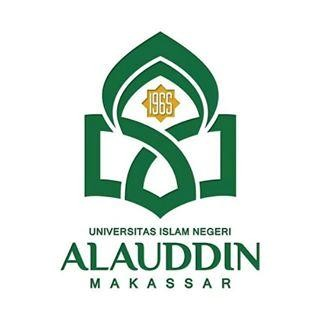 1965
UNIVERSITAS ISLAM NEGERI
ALAUDDIN
MAKASSAR